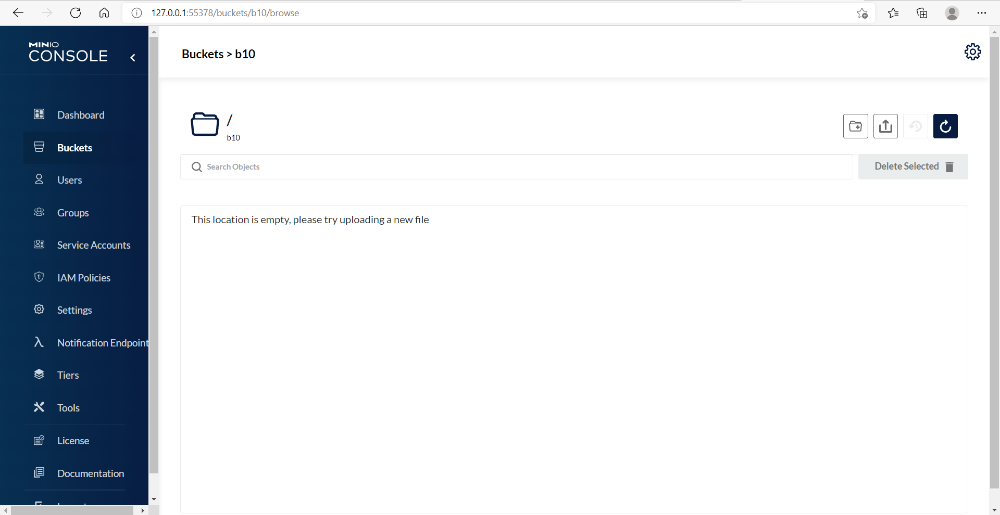 127.0.0.1:55378/buckets/b10/browse
MINIO
CONSOLE
Dashboard
Buckets
Users
Groups
Service Accounts
IAM Policies
Settings
Notification Endpoint
Tiers
Tools
License
Documentation
Buckets > b10
/
b10
Search Objects
Delete Selected
This location is empty, please try uploading a new file